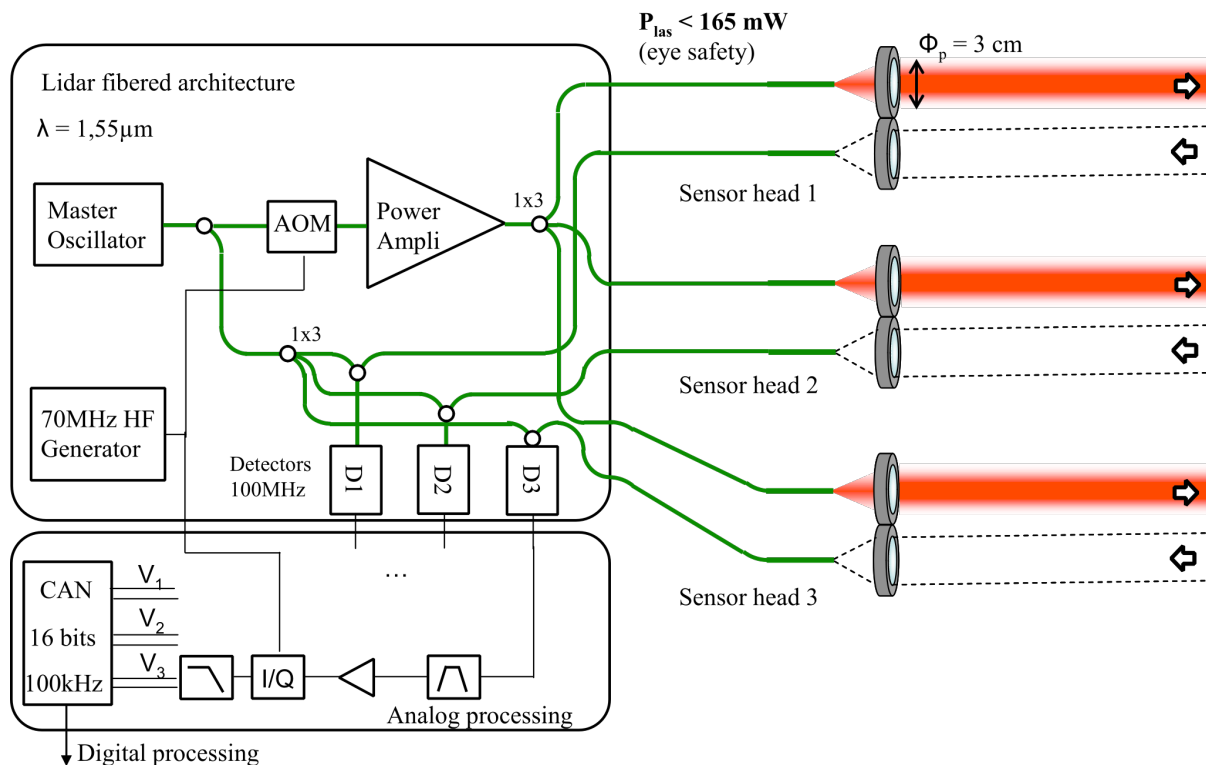 P_las < 165 mW
(eye safety)
Φ_p = 3 cm
Lidar fibered architecture
λ = 1,55µm
Master
Oscillator
AOM
Power
Ampli
1x3
Sensor head 1
1x3
Sensor head 2
70MHz HF
Generator
Detectors
100MHz
D1
D2
D3
Sensor head 3
...
CAN
16 bits
100kHz
V_1
V_2
V_3
I/Q
Analog processing
Digital processing